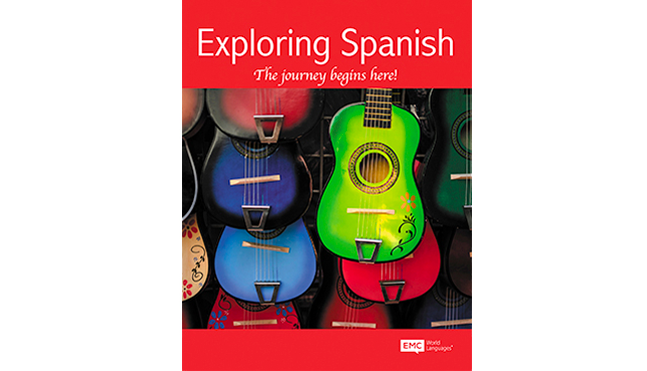 Exploring Spanish
The journey begins here!
EMC
World
Languages